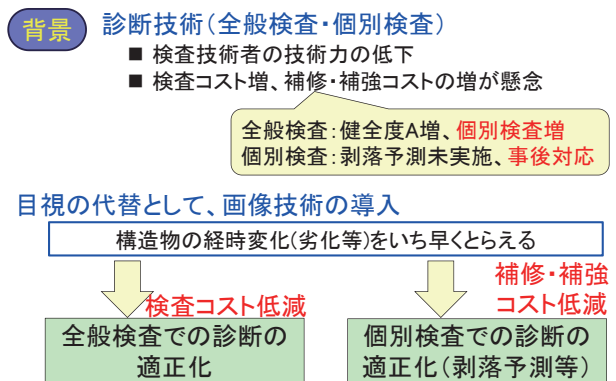 背景
診断技術(全般検査・個別検査)
■ 検査技術者の技術力の低下
■ 検査コスト増、補修・補強コストの増が懸念
全般検査:健全度A増、個別検査増
個別検査:剥落予測未実施、事後対応
目視の代替として、画像技術の導入
構造物の経時変化(劣化等)をいち早くとらえる
検査コスト低減
補修・補強
コスト低減
全般検査での診断の
適正化
個別検査での診断の
適正化(剥落予測等)